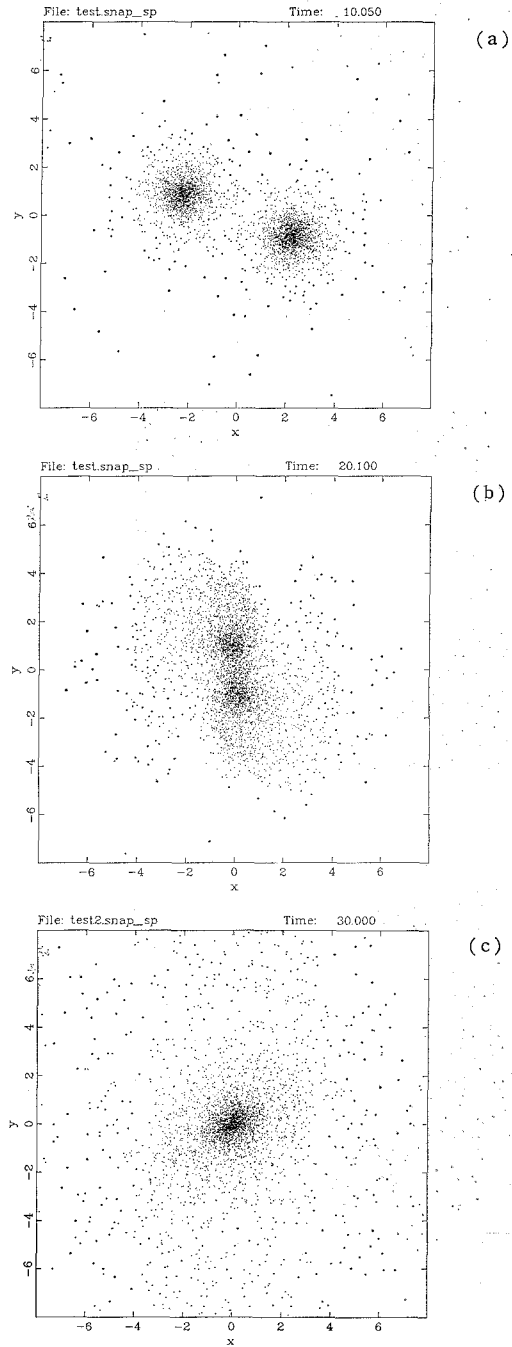 File: test.snap_sp Time: 10.050
(a)
6
4
2
0
-2
-4
-6
y
-6 -4 -2 0 2 4 6
x
File: test.snap_sp Time: 20.100
(b)
6
4
2
0
-2
-4
-6
y
-6 -4 -2 0 2 4 6
x
File: test2.snap_sp Time: 30.000
(c)
6
4
2
0
-2
-4
-6
y
-6 -4 -2 0 2 4 6
x